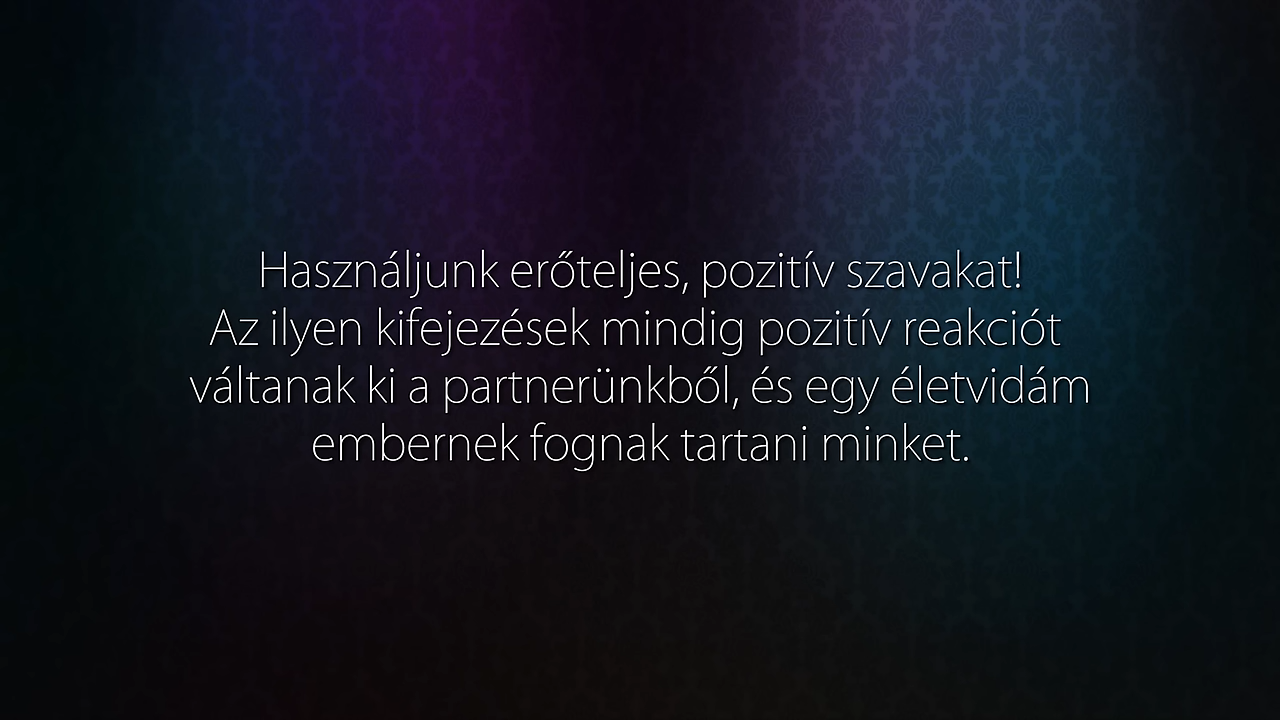 Használjunk erőteljes, pozitív szavakat!
Az ilyen kifejezések mindig pozitív reakciót
váltanak ki a partnerünkből, és egy életvidám
embernek fognak tartani minket.